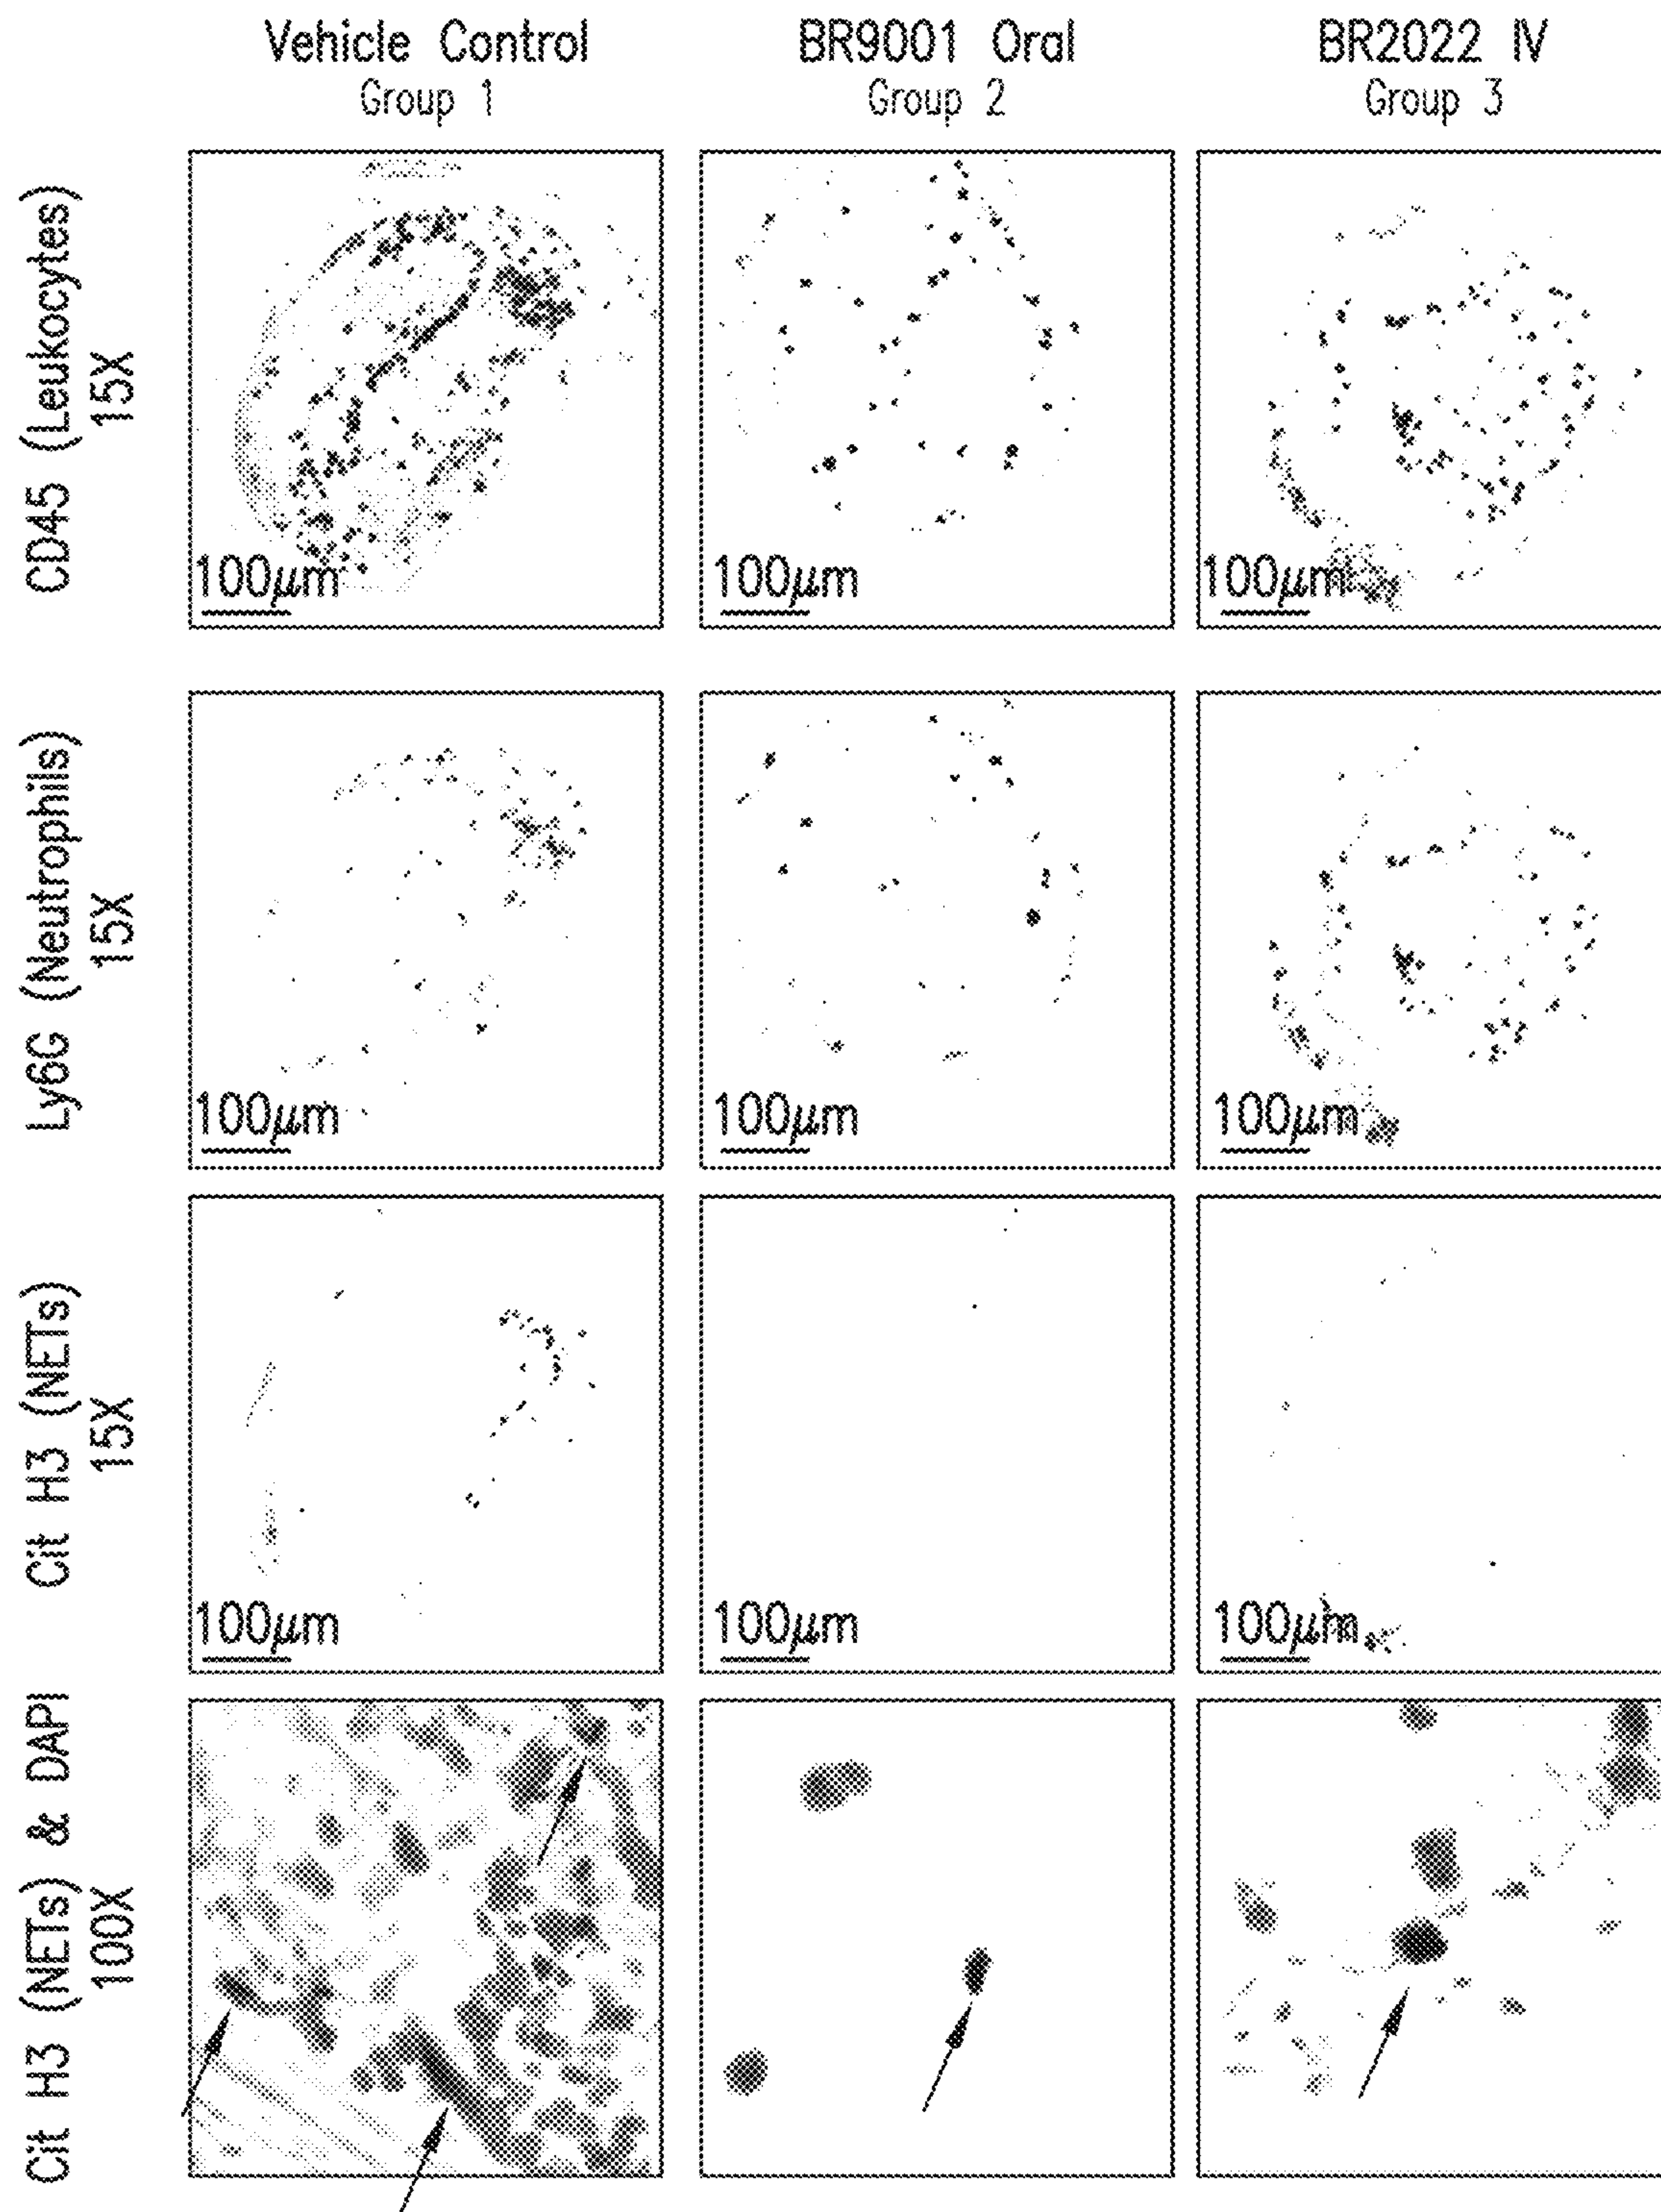 Vehicle Control
Group 1
BR9001 Oral
Group 2
BR2022 IV
Group 3
CD45 (Leukocytes)
15X
100μm
100μm
100μm
Ly6G (Neutrophils)
15X
100μm
100μm
100μm
Cit H3 (NETs)
15X
100μm
100μm
100μm
Cit H3 (NETs) & DAPI
100X